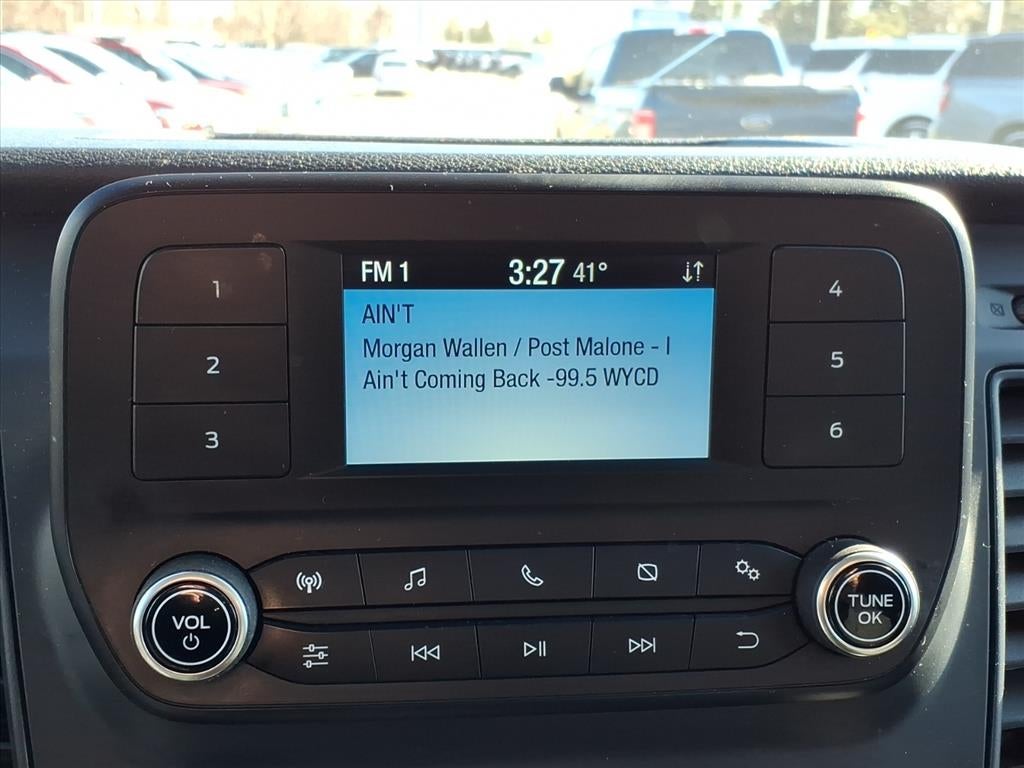 FM 1 3:27 41°
AIN'T
Morgan Wallen / Post Malone - I
Ain't Coming Back -99.5 WYCD
1
2
3
4
5
6
VOL
TUNE
OK